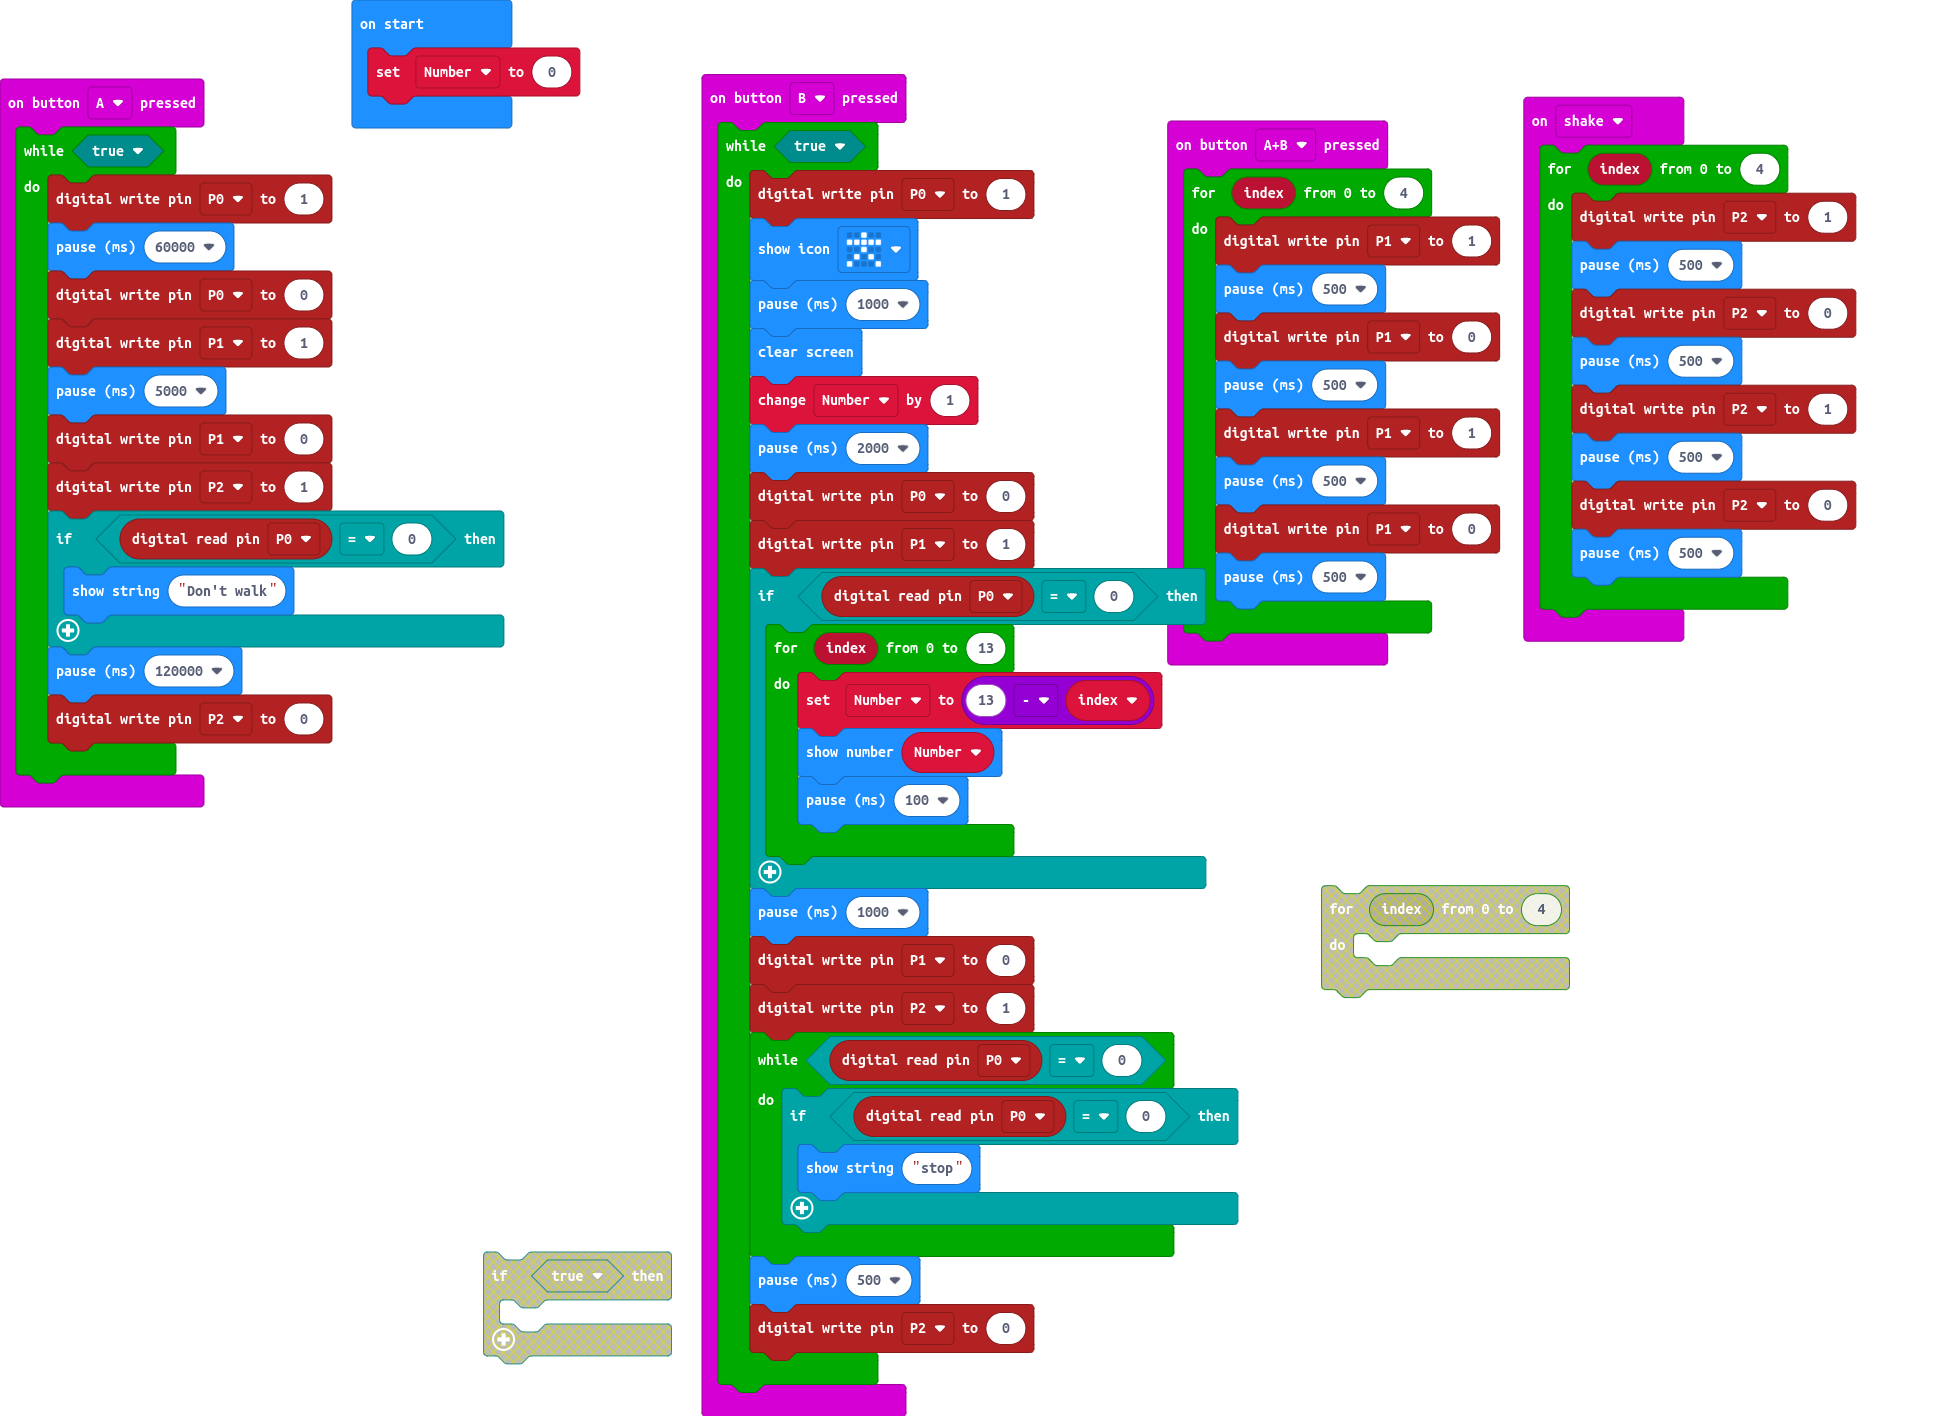 on start
set Number to 0
on button A pressed
while true
do
digital write pin P0 to 1
pause (ms) 60000
digital write pin P0 to 0
digital write pin P1 to 1
pause (ms) 5000
digital write pin P1 to 0
digital write pin P2 to 1
if digital read pin P0 = 0 then
show string "Don't walk"
pause (ms) 120000
digital write pin P2 to 0
on button B pressed
while true
do
digital write pin P0 to 1
show icon
pause (ms) 1000
clear screen
change Number by 1
pause (ms) 2000
digital write pin P0 to 0
digital write pin P1 to 1
if digital read pin P0 = 0 then
for index from 0 to 13
do
set Number to 13 - index
show number Number
pause (ms) 100
pause (ms) 1000
digital write pin P1 to 0
digital write pin P2 to 1
while digital read pin P0 = 0
do
if digital read pin P0 = 0 then
show string "stop"
pause (ms) 500
digital write pin P2 to 0
on button A+B pressed
for index from 0 to 4
do
digital write pin P1 to 1
pause (ms) 500
digital write pin P1 to 0
pause (ms) 500
digital write pin P1 to 1
pause (ms) 500
digital write pin P1 to 0
pause (ms) 500
on shake
for index from 0 to 4
do
digital write pin P2 to 1
pause (ms) 500
digital write pin P2 to 0
pause (ms) 500
digital write pin P2 to 1
pause (ms) 500
digital write pin P2 to 0
pause (ms) 500
for index from 0 to 4
do
if true then